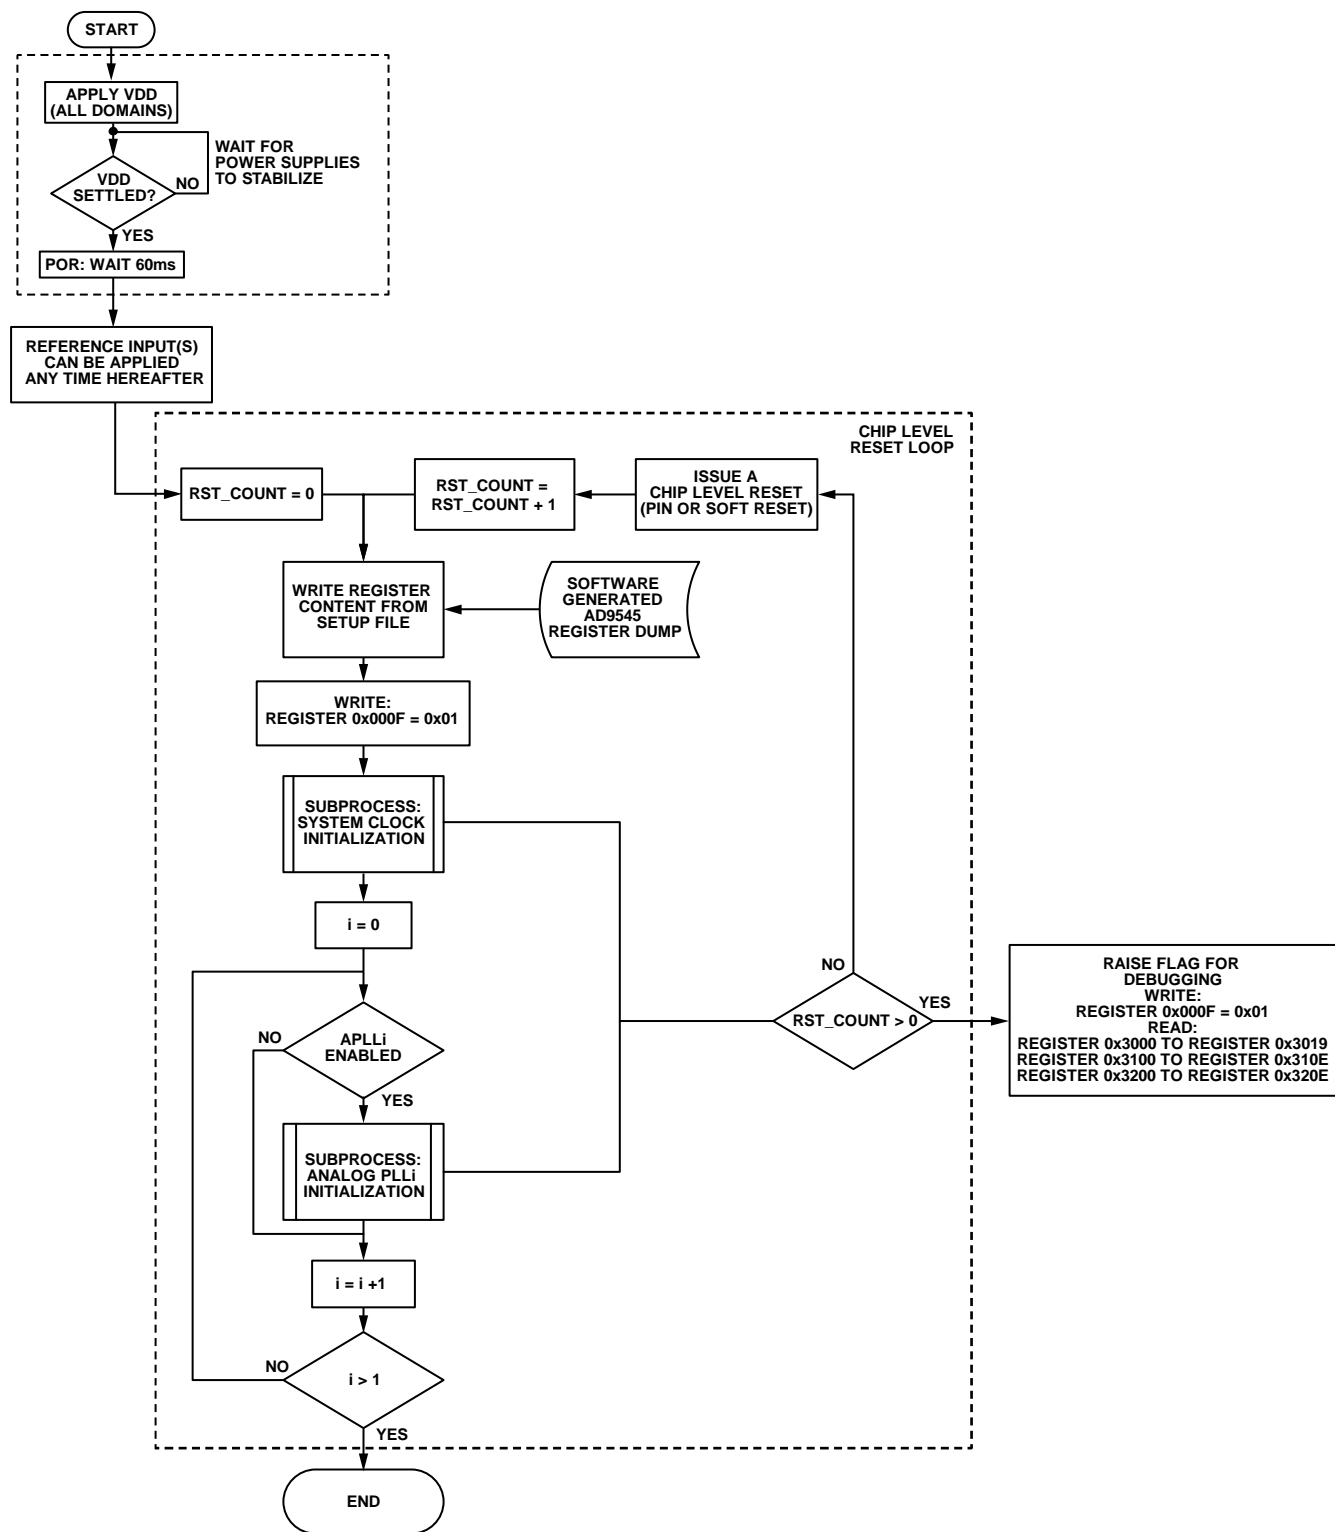 START
APPLY VDD
(ALL DOMAINS)
WAIT FOR
POWER SUPPLIES
TO STABILIZE
VDD
SETTLED?
NO
YES
POR: WAIT 60ms
REFERENCE INPUT(S)
CAN BE APPLIED
ANY TIME HEREAFTER
CHIP LEVEL
RESET LOOP
RST_COUNT = 0
RST_COUNT =
RST_COUNT + 1
ISSUE A
CHIP LEVEL RESET
(PIN OR SOFT RESET)
WRITE REGISTER
CONTENT FROM
SETUP FILE
SOFTWARE
GENERATED
AD9545
REGISTER DUMP
WRITE:
REGISTER 0x000F = 0x01
SUBPROCESS:
SYSTEM CLOCK
INITIALIZATION
i = 0
NO
RST_COUNT > 0
YES
RAISE FLAG FOR
DEBUGGING
WRITE:
REGISTER 0x000F = 0x01
READ:
REGISTER 0x3000 TO REGISTER 0x3019
REGISTER 0x3100 TO REGISTER 0x310E
REGISTER 0x3200 TO REGISTER 0x320E
NO
APLLi
ENABLED
YES
SUBPROCESS:
ANALOG PLLi
INITIALIZATION
i = i +1
NO
i > 1
YES
END